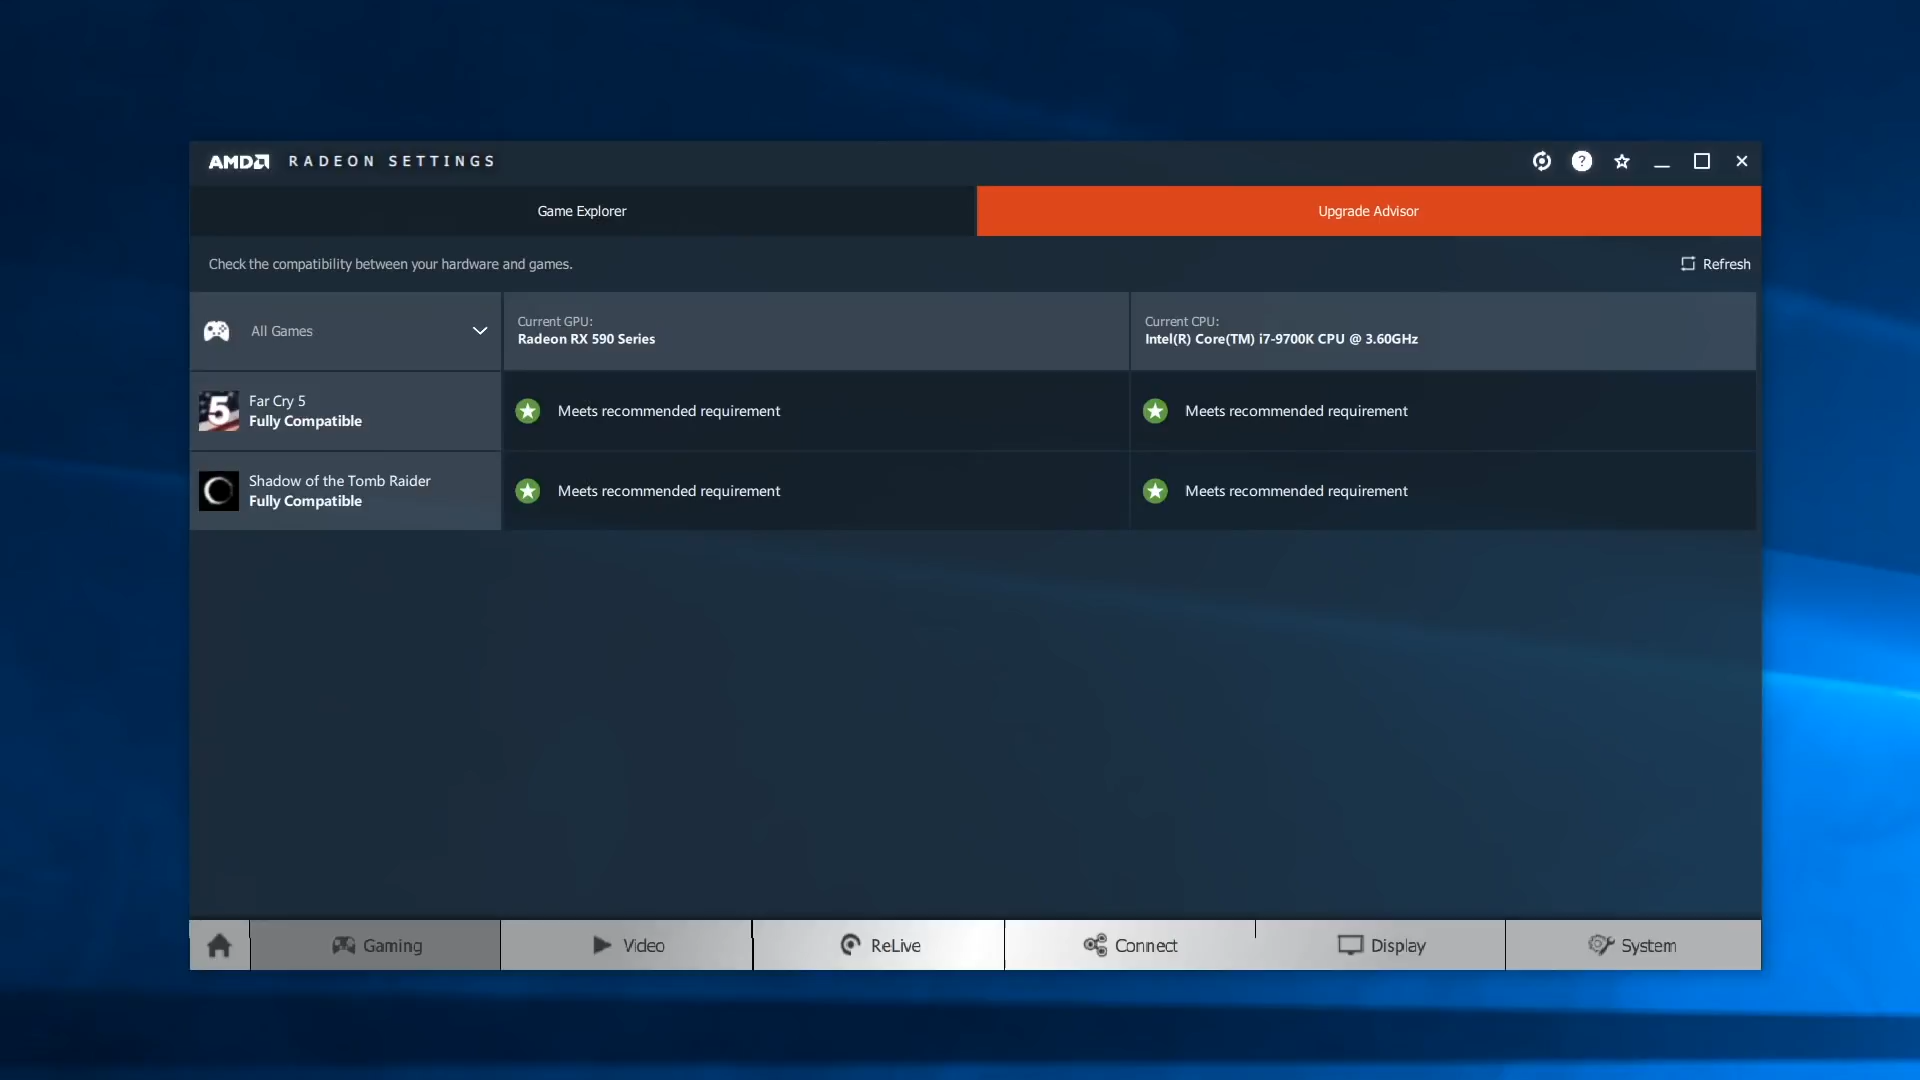 AMD RADEON SETTINGS
Game Explorer
Upgrade Advisor
Check the compatibility between your hardware and games.
Refresh
All Games
Current GPU:
Radeon RX 590 Series
Current CPU:
Intel(R) Core(TM) i7-9700K CPU @ 3.60GHz
Far Cry 5
Fully Compatible
Meets recommended requirement
Meets recommended requirement
Shadow of the Tomb Raider
Fully Compatible
Meets recommended requirement
Meets recommended requirement
Gaming
Video
ReLive
Connect
Display
System